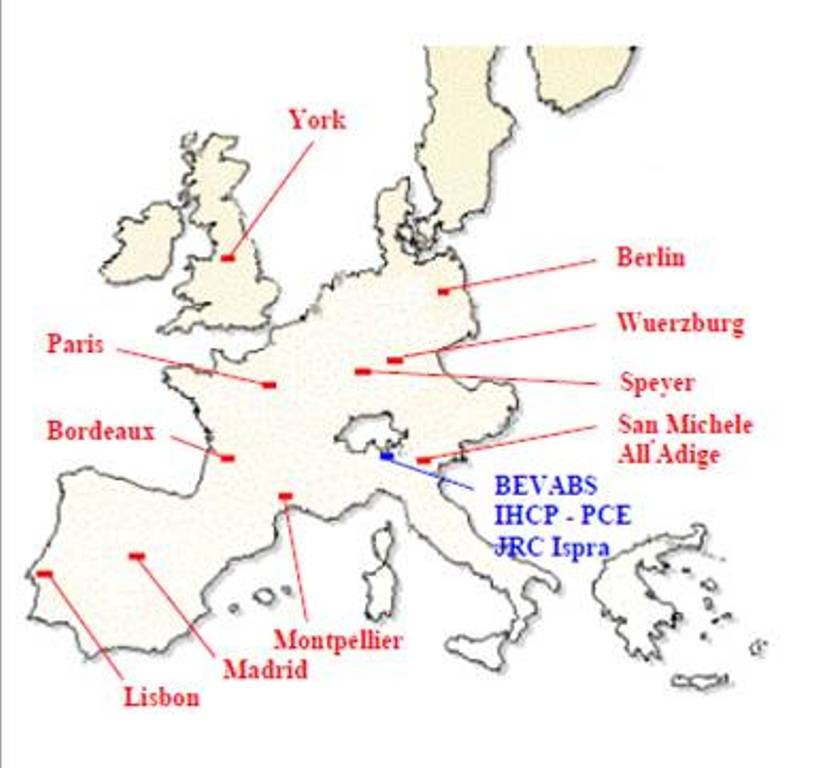 York
Berlin
Wuerzburg
Paris
Speyer
San Michele
All'Adige
Bordeaux
BEVABS
IHCP - PCE
JRC Ispra
Montpellier
Madrid
Lisbon